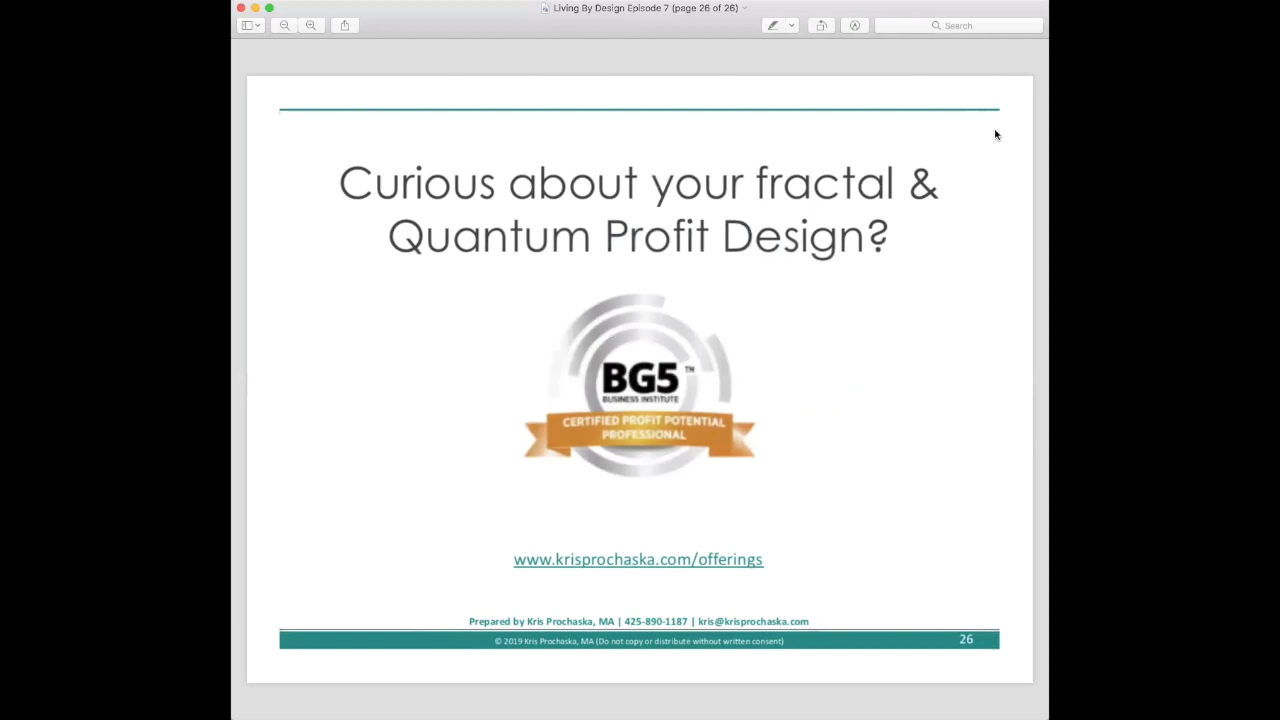 Living By Design Episode 7 (page 26 of 26)
Search
Curious about your fractal &
Quantum Profit Design?
BG5 ™
BUSINESS INSTITUTE
CERTIFIED PROFIT POTENTIAL
PROFESSIONAL
www.krisprochaska.com/offerings
Prepared by Kris Prochaska, MA | 425-890-1187 | kris@krisprochaska.com
© 2019 Kris Prochaska, MA (Do not copy or distribute without written consent)
26